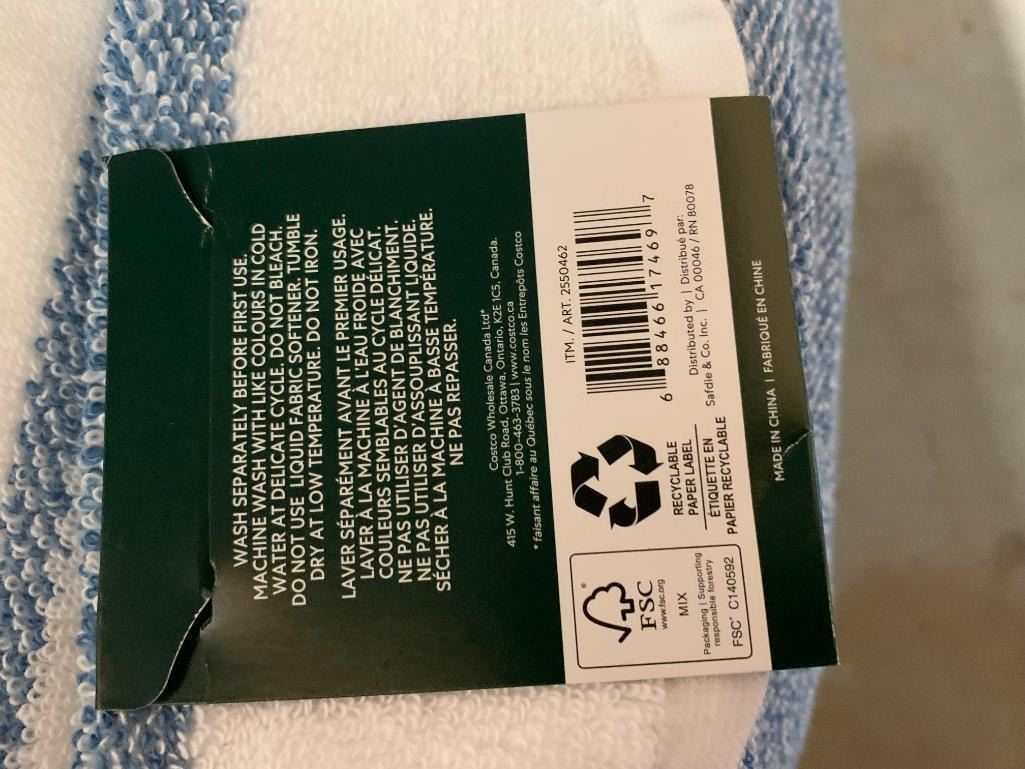 WASH SEPARATELY BEFORE FIRST USE.
MACHINE WASH WITH LIKE COLOURS IN COLD
WATER AT DELICATE CYCLE. DO NOT BLEACH.
DO NOT USE LIQUID FABRIC SOFTENER. TUMBLE
DRY AT LOW TEMPERATURE. DO NOT IRON.
LAVER SÉPARÉMENT AVANT LE PREMIER USAGE.
LAVER À LA MACHINE À L'EAU FROIDE AVEC
COULEURS SEMBLABLES AU CYCLE DÉLICAT.
NE PAS UTILISER D'AGENT DE BLANCHIMENT.
NE PAS UTILISER D'ASSOUPLISSANT LIQUIDE.
SÉCHER À LA MACHINE À BASSE TEMPÉRATURE.
NE PAS REPASSER.
Costco Wholesale Canada Ltd*
415 W. Hunt Club Road, Ottawa, Ontario, K2E 1C5, Canada.
1-800-463-3783 | www.costco.ca
* faisant affaire au Québec sous le nom les Entrepôts Costco
FSC®
www.fsc.org
MIX
Packaging | Supporting
responsible forestry
FSC® C140592
RECYCLABLE
PAPER LABEL
ÉTIQUETTE EN
PAPIER RECYCLABLE
ITM. / ART. 2550462
6 88466 17469 7
Distributed by | Distribué par:
Safdie & Co. Inc. | CA 00046 / RN 80078
MADE IN CHINA | FABRIQUÉ EN CHINE